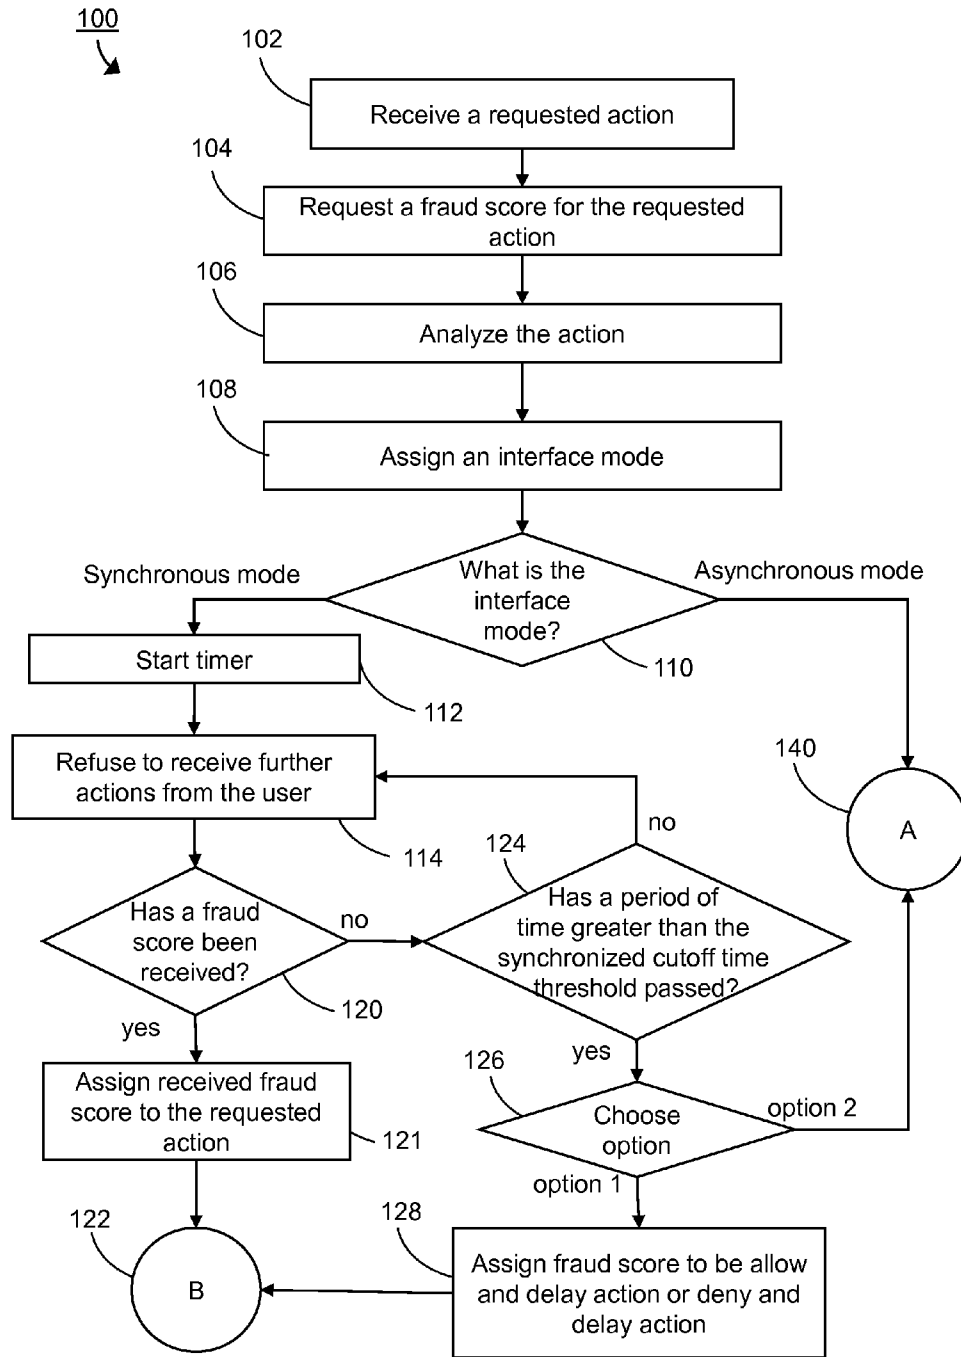 100
102
Receive a requested action
104
Request a fraud score for the requested
action
106
Analyze the action
108
Assign an interface mode
Synchronous mode
What is the
interface
mode?
Asynchronous mode
110
Start timer
112
Refuse to receive further
actions from the user
114
140
A
no
124
Has a fraud
score been
received?
no
Has a period of
time greater than the
synchronized cutoff time
threshold passed?
120
yes
yes
126
Assign received fraud
score to the requested
action
121
Choose
option
option 2
option 1
122
B
128
Assign fraud score to be allow
and delay action or deny and
delay action